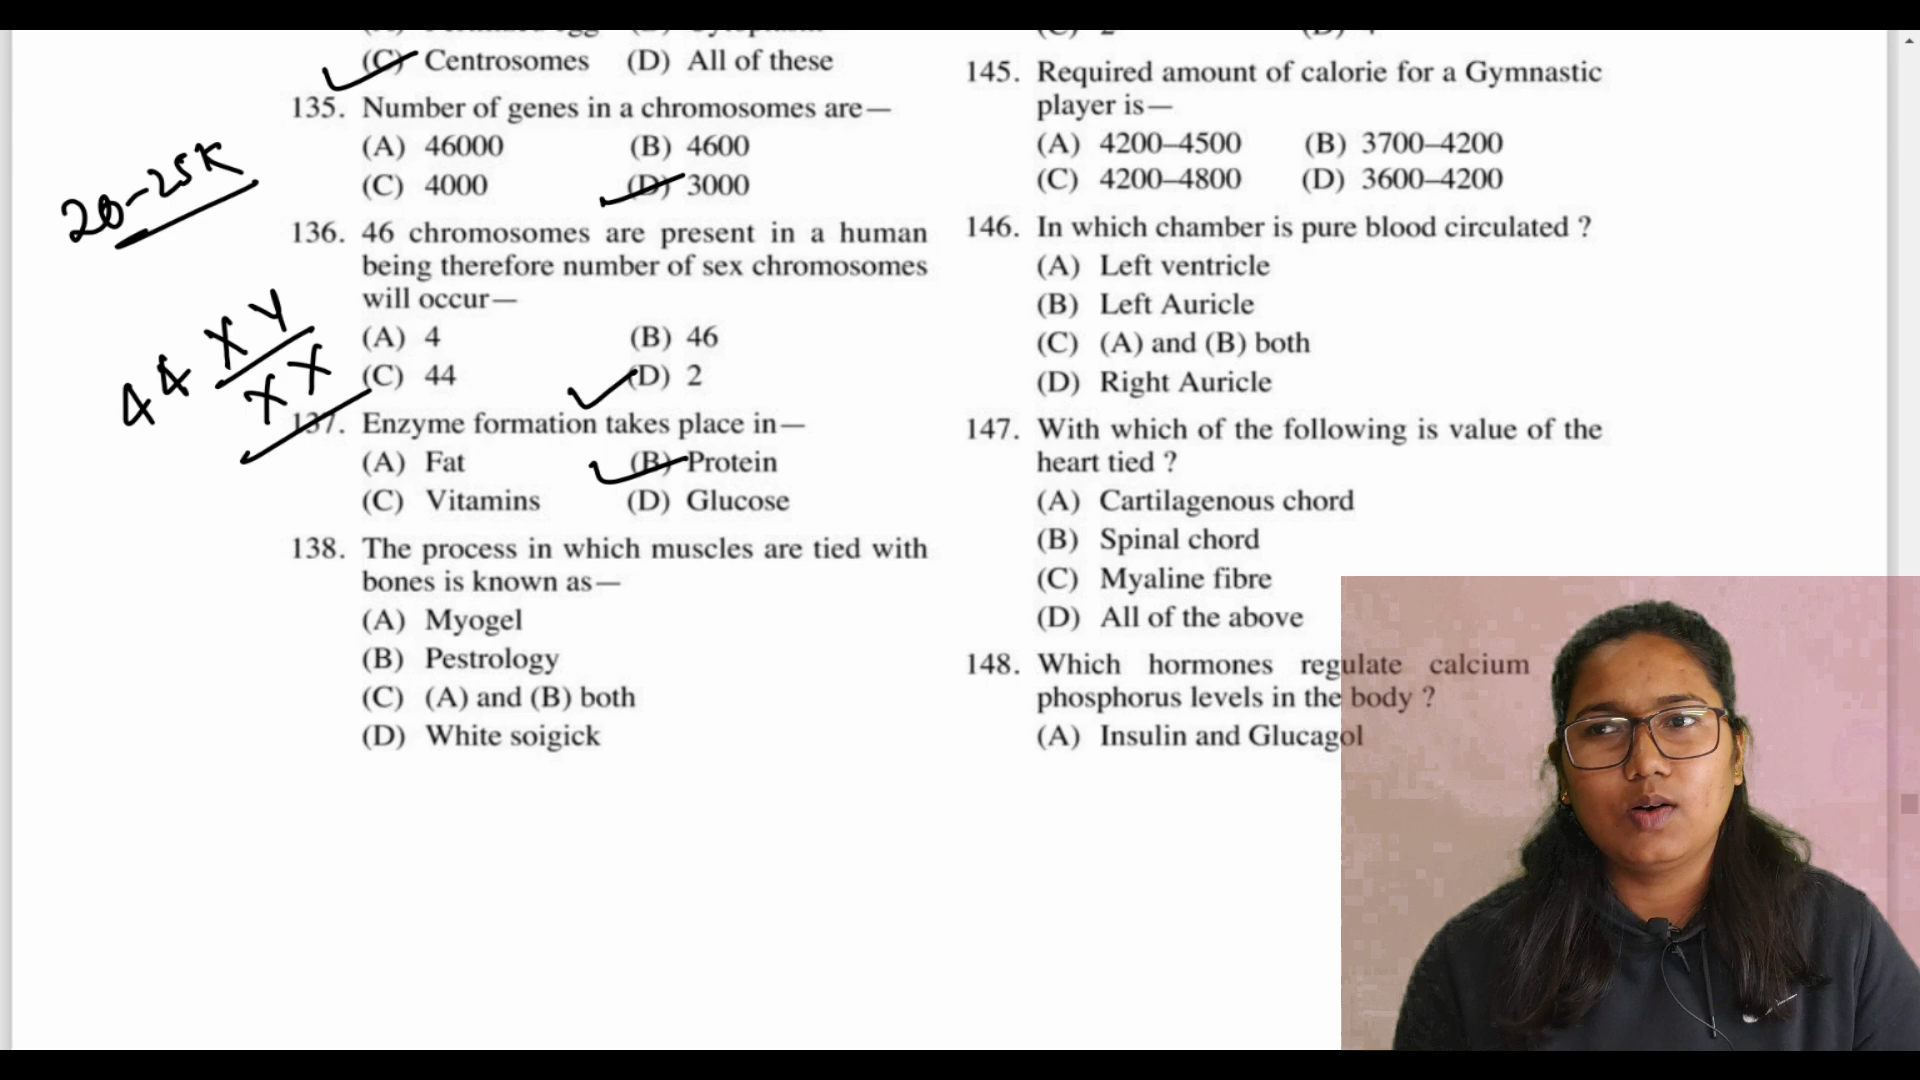 (C) Centrosomes (D) All of these
135. Number of genes in a chromosomes are—
(A) 46000 (B) 4600
(C) 4000 (D) 3000
20-25K
136. 46 chromosomes are present in a human
being therefore number of sex chromosomes
will occur—
(A) 4 (B) 46
(C) 44 (D) 2
44 XY
XX
137. Enzyme formation takes place in—
(A) Fat (B) Protein
(C) Vitamins (D) Glucose
138. The process in which muscles are tied with
bones is known as—
(A) Myogel
(B) Pestrology
(C) (A) and (B) both
(D) White soigick
145. Required amount of calorie for a Gymnastic
player is—
(A) 4200–4500 (B) 3700–4200
(C) 4200–4800 (D) 3600–4200
146. In which chamber is pure blood circulated ?
(A) Left ventricle
(B) Left Auricle
(C) (A) and (B) both
(D) Right Auricle
147. With which of the following is value of the
heart tied ?
(A) Cartilagenous chord
(B) Spinal chord
(C) Myaline fibre
(D) All of the above
148. Which hormones regulate calcium
phosphorus levels in the body ?
(A) Insulin and Glucagol